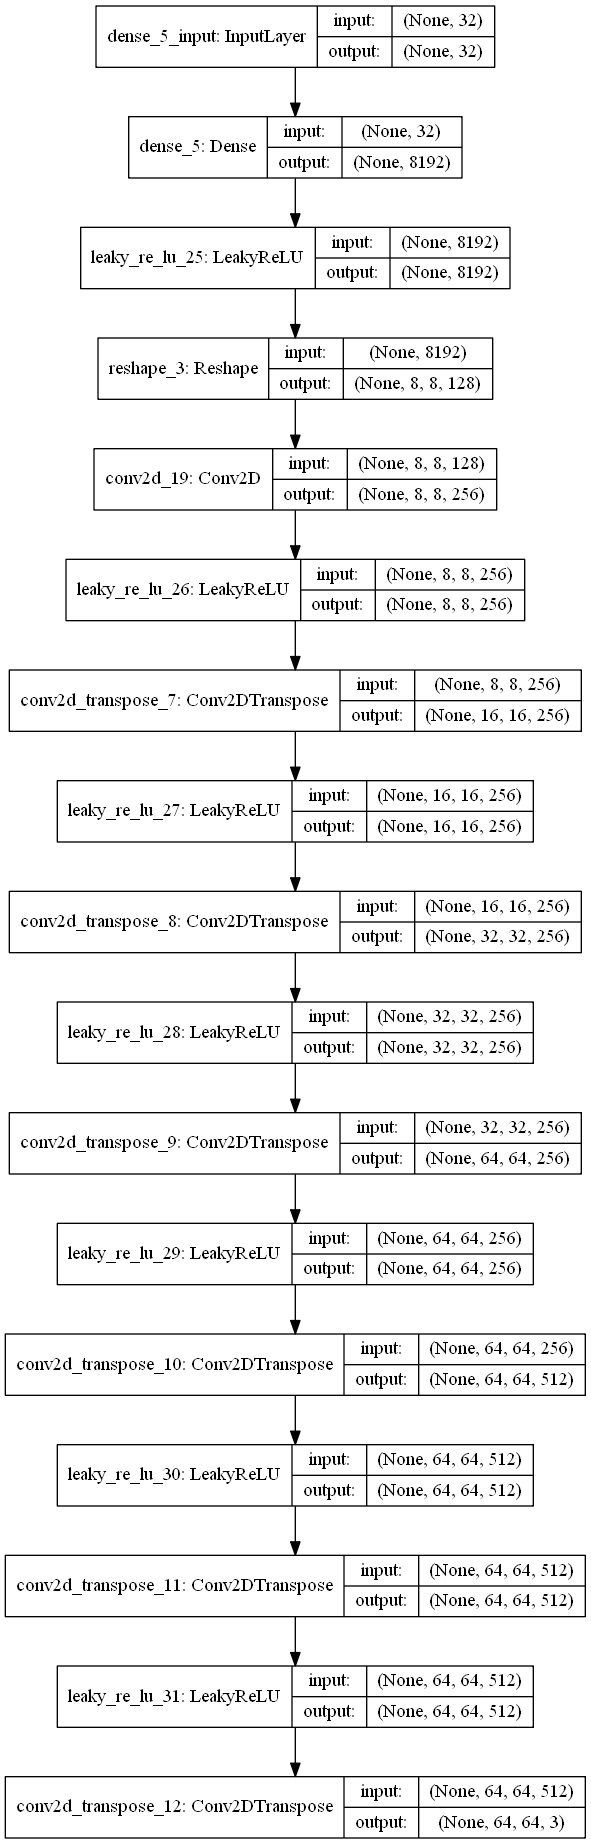 dense_5_input: InputLayer input: (None, 32)
output: (None, 32)
dense_5: Dense input: (None, 32)
output: (None, 8192)
leaky_re_lu_25: LeakyReLU input: (None, 8192)
output: (None, 8192)
reshape_3: Reshape input: (None, 8192)
output: (None, 8, 8, 128)
conv2d_19: Conv2D input: (None, 8, 8, 128)
output: (None, 8, 8, 256)
leaky_re_lu_26: LeakyReLU input: (None, 8, 8, 256)
output: (None, 8, 8, 256)
conv2d_transpose_7: Conv2DTranspose input: (None, 8, 8, 256)
output: (None, 16, 16, 256)
leaky_re_lu_27: LeakyReLU input: (None, 16, 16, 256)
output: (None, 16, 16, 256)
conv2d_transpose_8: Conv2DTranspose input: (None, 16, 16, 256)
output: (None, 32, 32, 256)
leaky_re_lu_28: LeakyReLU input: (None, 32, 32, 256)
output: (None, 32, 32, 256)
conv2d_transpose_9: Conv2DTranspose input: (None, 32, 32, 256)
output: (None, 64, 64, 256)
leaky_re_lu_29: LeakyReLU input: (None, 64, 64, 256)
output: (None, 64, 64, 256)
conv2d_transpose_10: Conv2DTranspose input: (None, 64, 64, 256)
output: (None, 64, 64, 512)
leaky_re_lu_30: LeakyReLU input: (None, 64, 64, 512)
output: (None, 64, 64, 512)
conv2d_transpose_11: Conv2DTranspose input: (None, 64, 64, 512)
output: (None, 64, 64, 512)
leaky_re_lu_31: LeakyReLU input: (None, 64, 64, 512)
output: (None, 64, 64, 512)
conv2d_transpose_12: Conv2DTranspose input: (None, 64, 64, 512)
output: (None, 64, 64, 3)